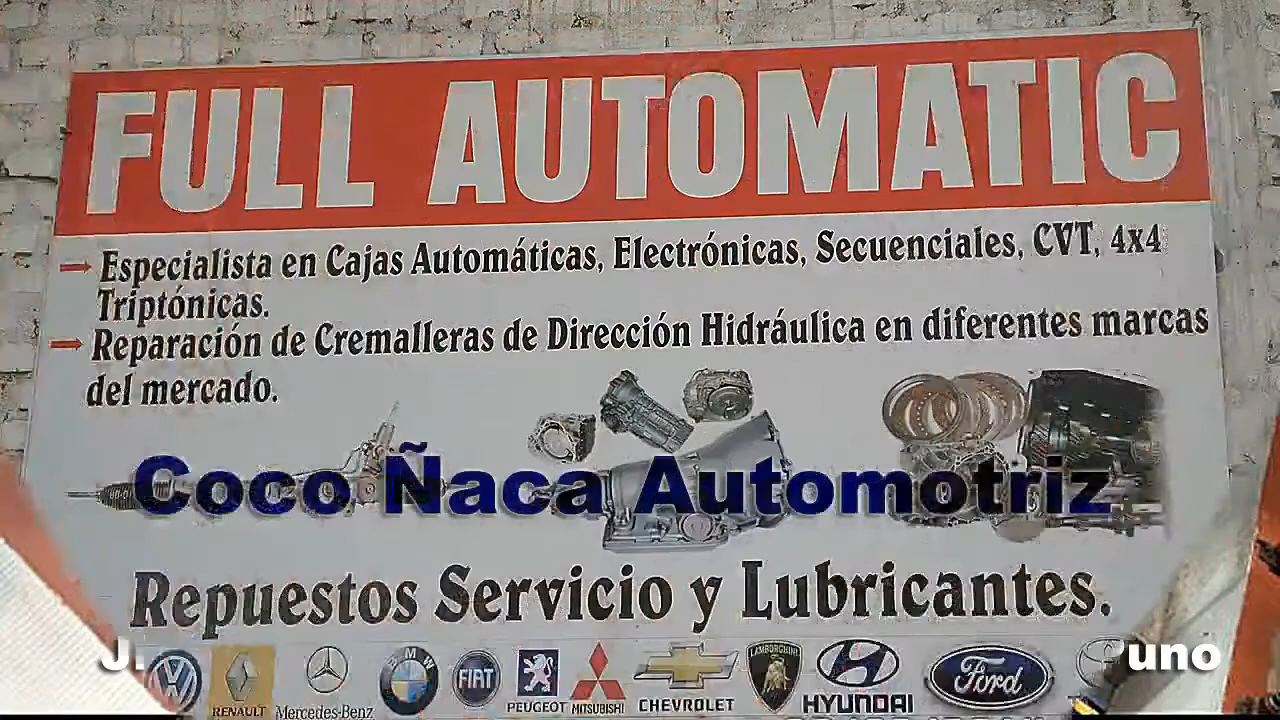 FULL AUTOMATIC
Especialista en Cajas Automáticas, Electrónicas, Secuenciales, CVT, 4x4
Triptónicas.
Reparación de Cremalleras de Dirección Hidráulica en diferentes marcas
del mercado.
Coco Ñaca Automotriz
Repuestos Servicio y Lubricantes.
J. uno
RENAULT Mercedes-Benz BMW FIAT PEUGEOT MITSUBISHI CHEVROLET LAMBORGHINI HYUNDAI Ford